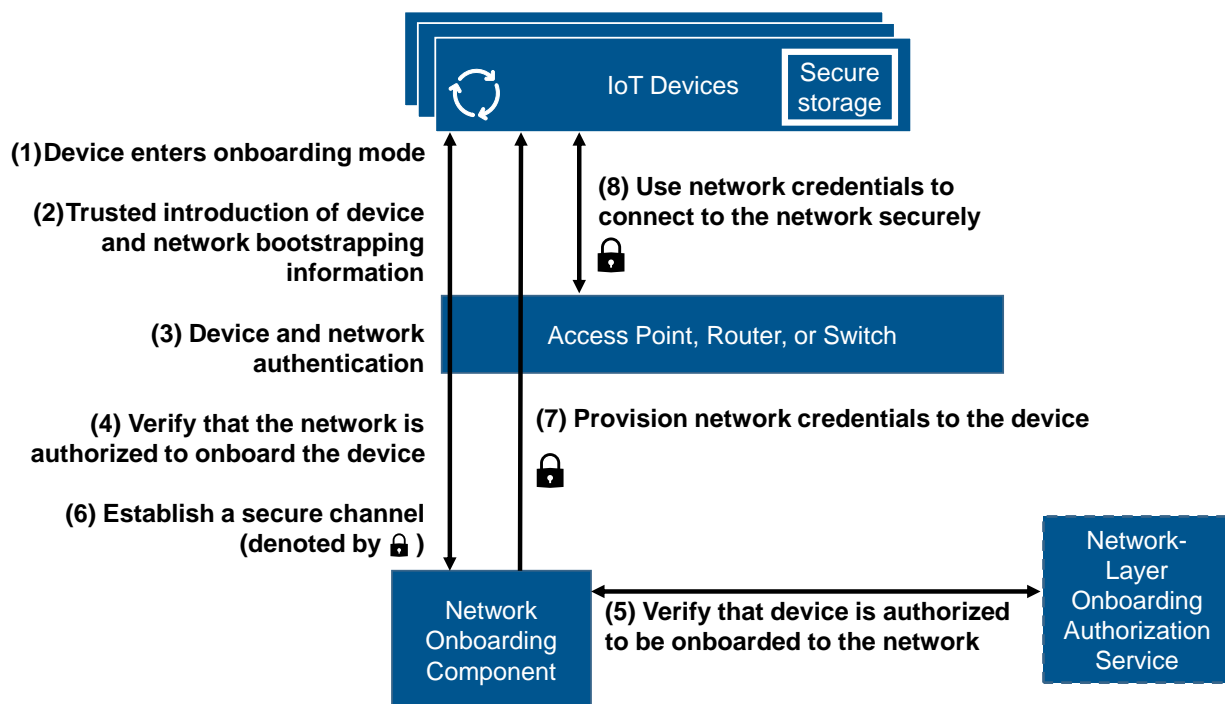 IoT Devices
Secure
storage
(1)Device enters onboarding mode
(2)Trusted introduction of device
and network bootstrapping
information
(8) Use network credentials to
connect to the network securely
(3) Device and network
authentication
Access Point, Router, or Switch
(4) Verify that the network is
authorized to onboard the device
(7) Provision network credentials to the device
(6) Establish a secure channel
(denoted by )
Network
Onboarding
Component
(5) Verify that device is authorized
to be onboarded to the network
Network-
Layer
Onboarding
Authorization
Service